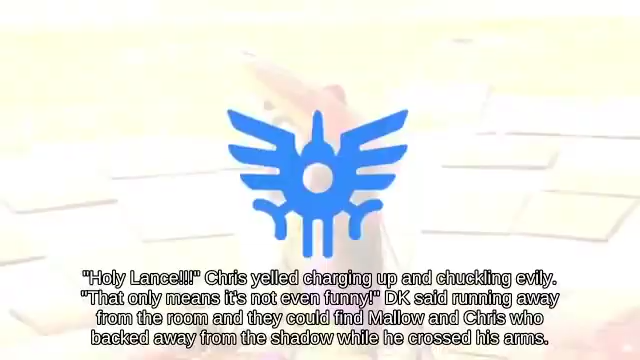 "Holy Lance!!!" Chris yelled charging up and chuckling evily.
"That only means it's not even funny!" DK said running away
from the room and they could find Mallow and Chris who
backed away from the shadow while he crossed his arms.